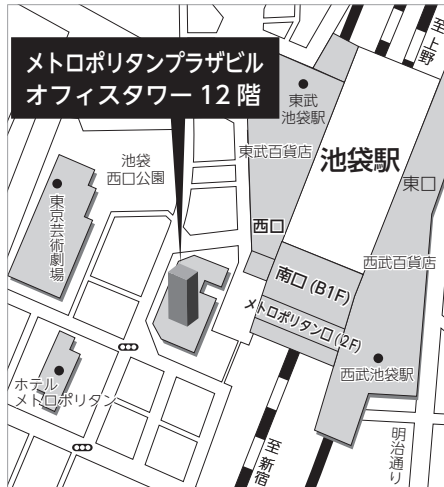 メトロポリタンプラザビル
オフィスタワー 12 階
至上野
東武
池袋駅
東武百貨店
池袋駅
池袋
西口公園
東口
東京芸術劇場
西口
西武百貨店
南口 (B1F)
メトロポリタン口 (2F)
西武池袋駅
ホテル
メトロポリタン
至新宿
明治通り